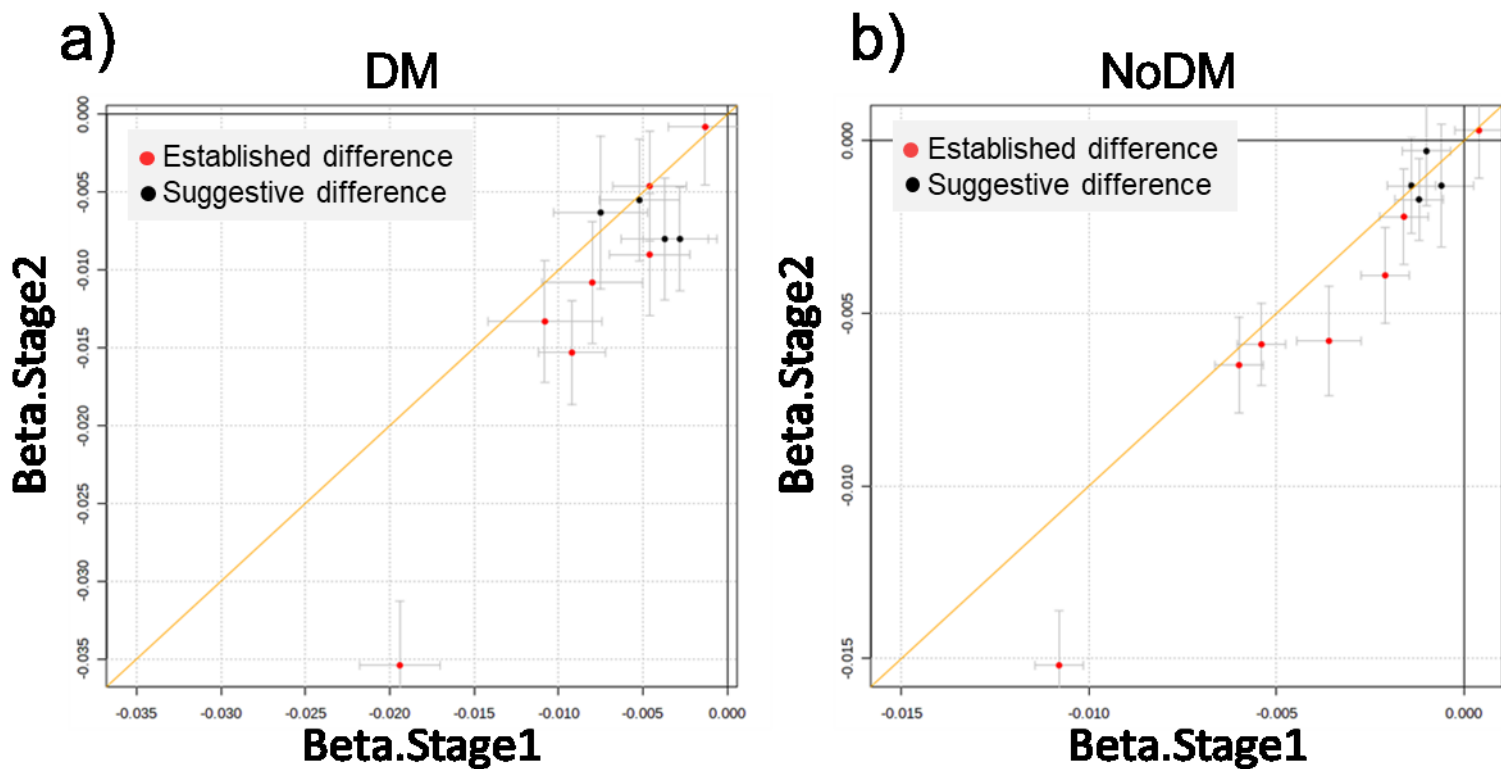 a)
DM
Established difference
Suggestive difference
0.000
-0.005
-0.010
-0.015
-0.020
-0.025
-0.030
-0.035
Beta.Stage2
-0.035
-0.030
-0.025
-0.020
-0.015
-0.010
-0.005
0.000
Beta.Stage1
b)
NoDM
Established difference
Suggestive difference
0.000
-0.005
-0.010
-0.015
Beta.Stage2
-0.015
-0.010
-0.005
0.000
Beta.Stage1